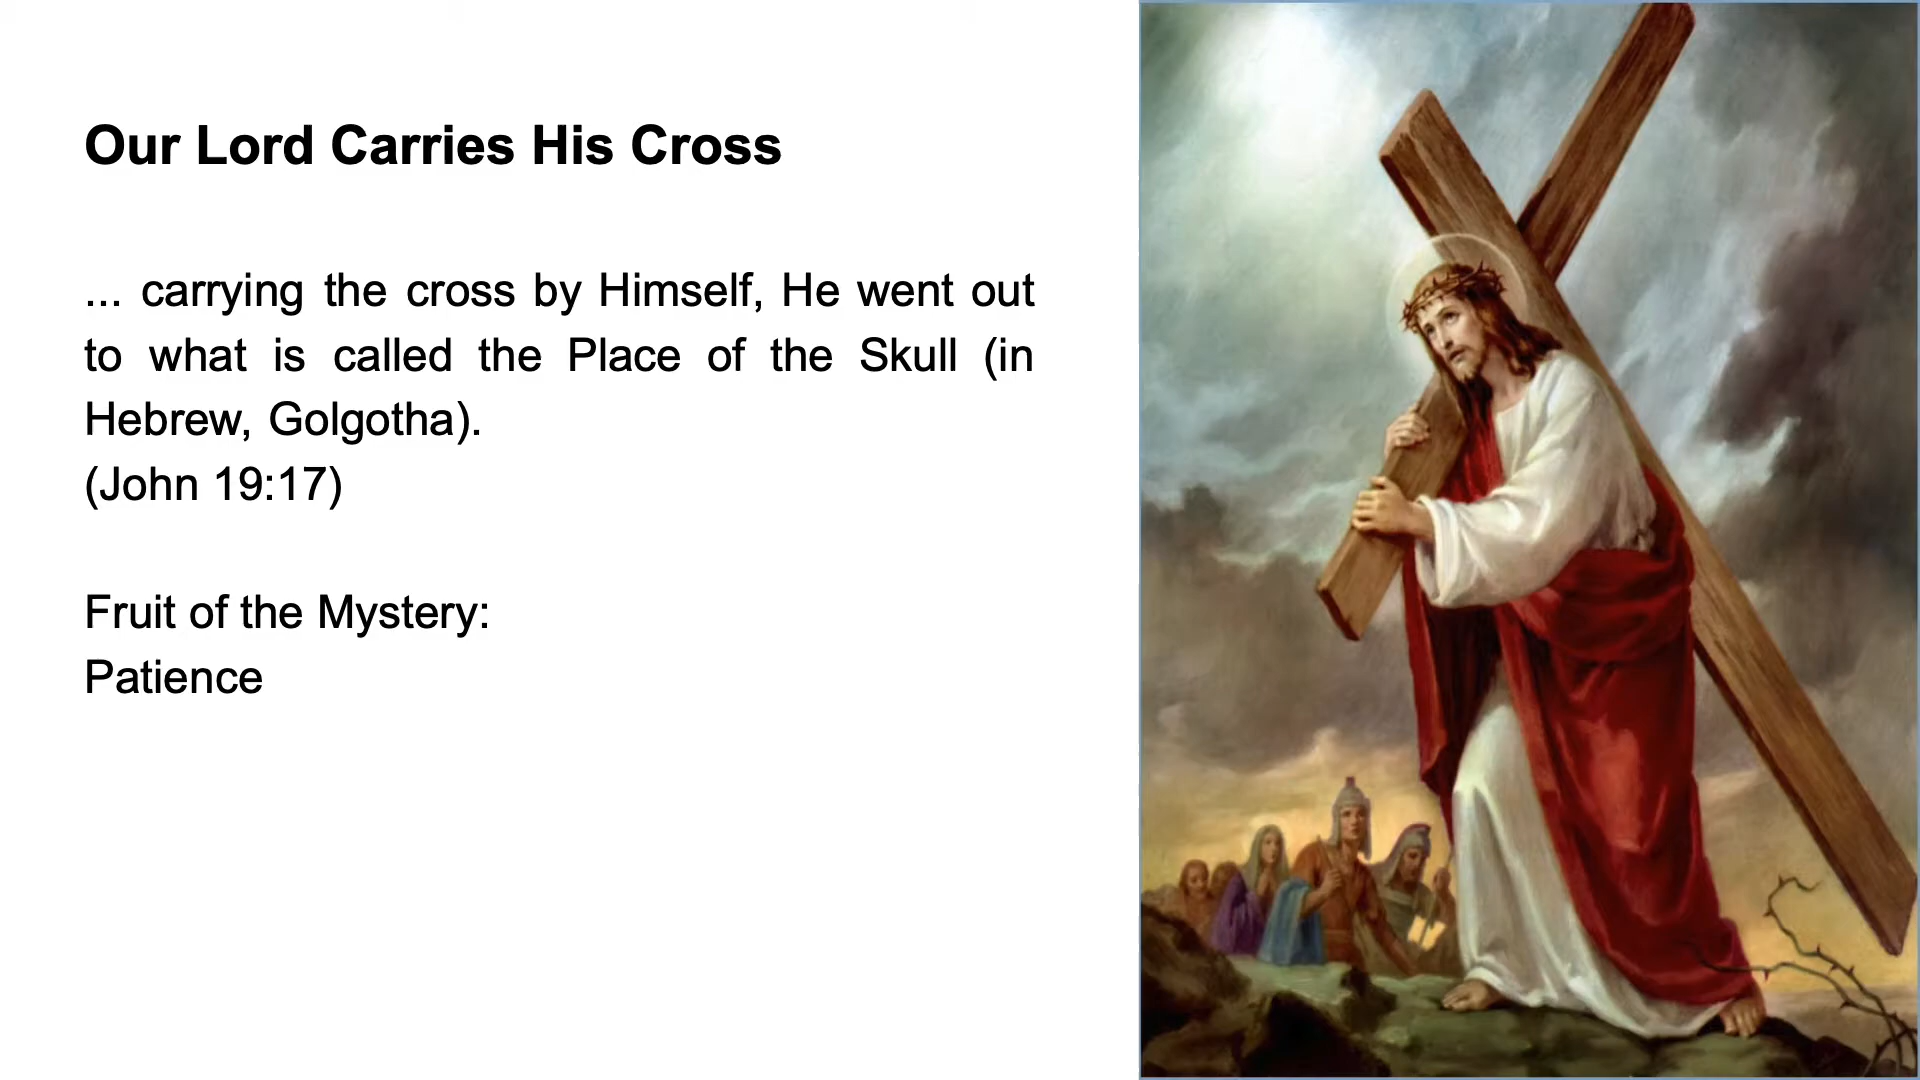 Our Lord Carries His Cross
... carrying the cross by Himself, He went out
to what is called the Place of the Skull (in
Hebrew, Golgotha).
(John 19:17)
Fruit of the Mystery:
Patience